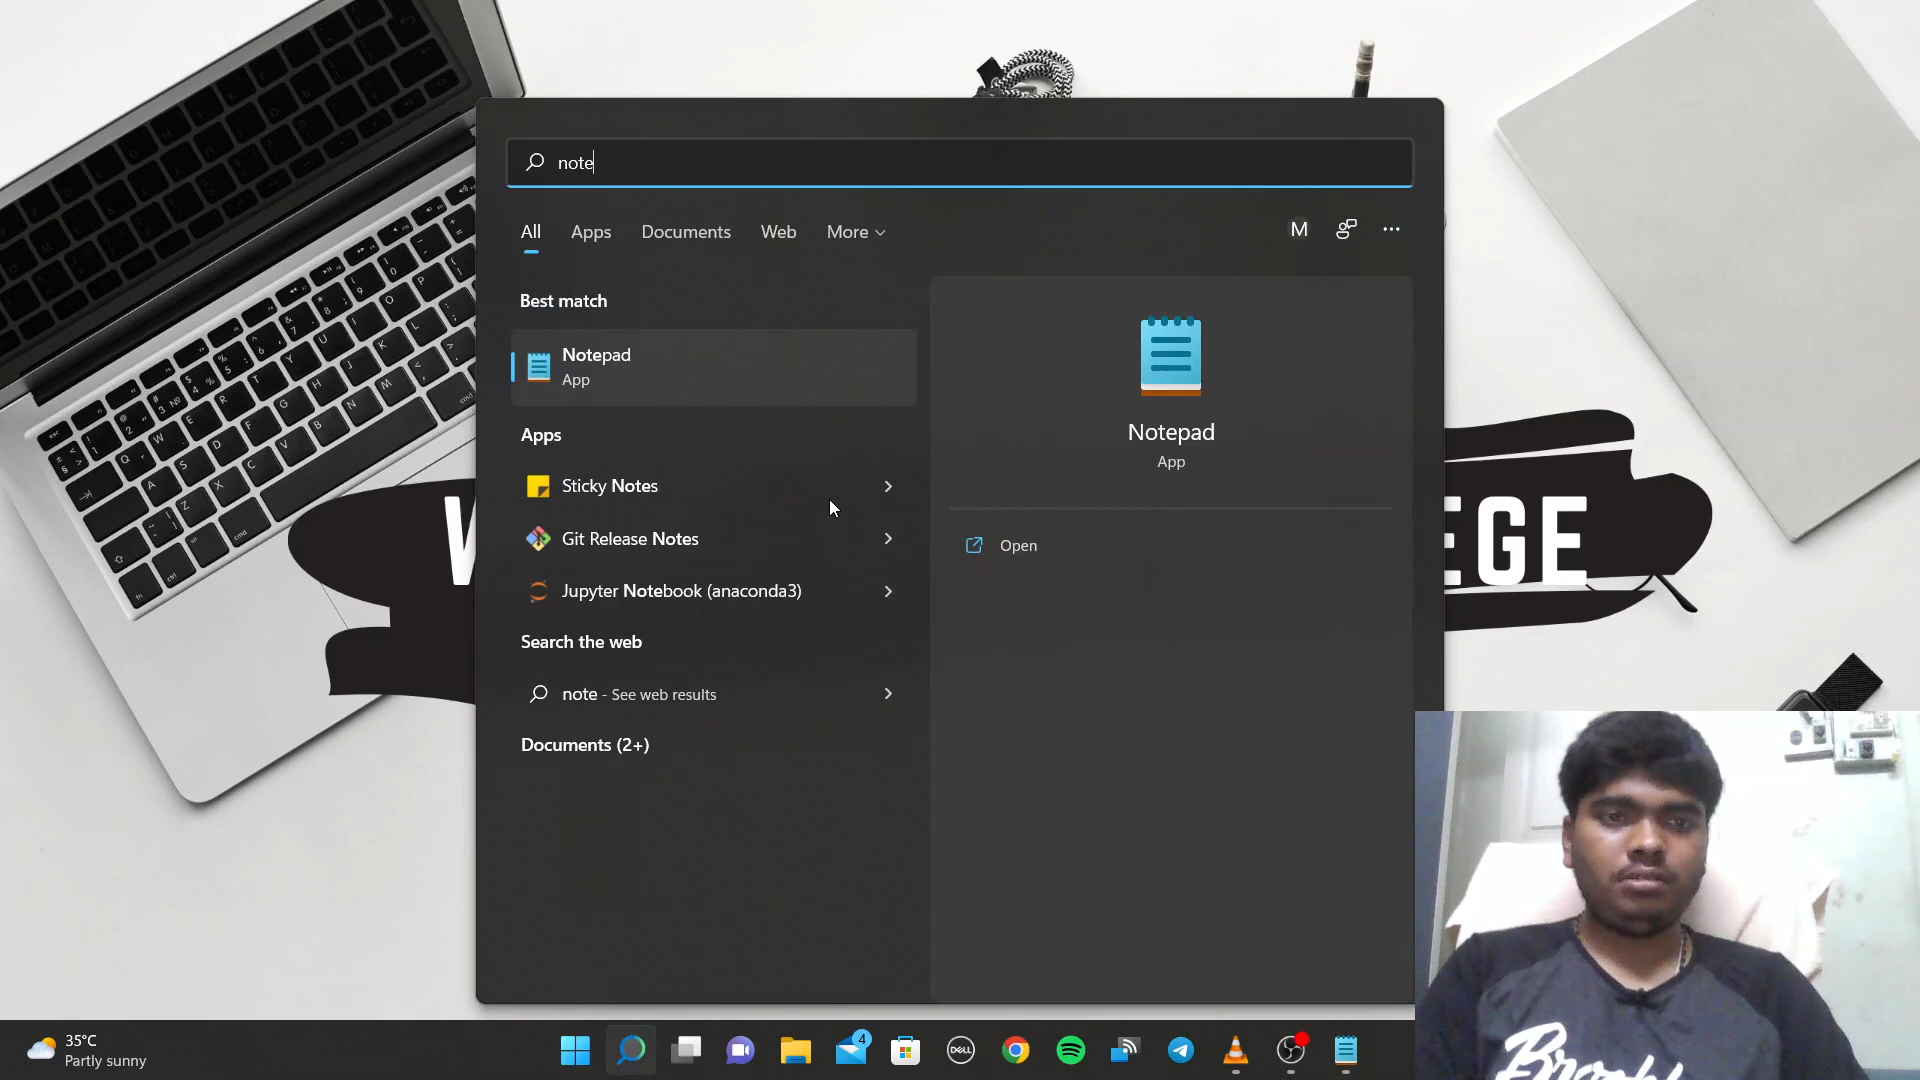 note
All Apps Documents Web More
M
Best match
Notepad
App
Apps
Sticky Notes
Git Release Notes
Jupyter Notebook (anaconda3)
Search the web
note - See web results
Documents (2+)
Notepad
App
Open
W
EGE
35°C
Partly sunny
4
DELL